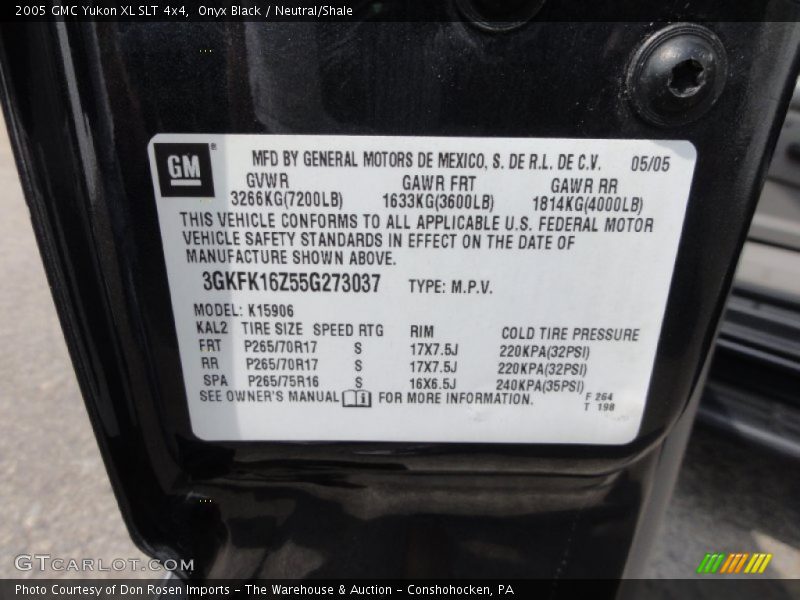 2005 GMC Yukon XL SLT 4x4, Onyx Black / Neutral/Shale
GM
MFD BY GENERAL MOTORS DE MEXICO, S. DE R.L. DE C.V. 05/05
GVWR GAWR FRT GAWR RR
3266KG(7200LB) 1633KG(3600LB) 1814KG(4000LB)
THIS VEHICLE CONFORMS TO ALL APPLICABLE U.S. FEDERAL MOTOR
VEHICLE SAFETY STANDARDS IN EFFECT ON THE DATE OF
MANUFACTURE SHOWN ABOVE.
3GKFK16Z55G273037 TYPE: M.P.V.
MODEL: K15906
KAL2 TIRE SIZE SPEED RTG RIM COLD TIRE PRESSURE
FRT P265/70R17 S 17X7.5J 220KPA(32PSI)
RR P265/70R17 S 17X7.5J 220KPA(32PSI)
SPA P265/75R16 S 16X6.5J 240KPA(35PSI)
SEE OWNER'S MANUAL FOR MORE INFORMATION.
F 264
T 198
GTCARLOT.COM
Photo Courtesy of Don Rosen Imports - The Warehouse & Auction - Conshohocken, PA